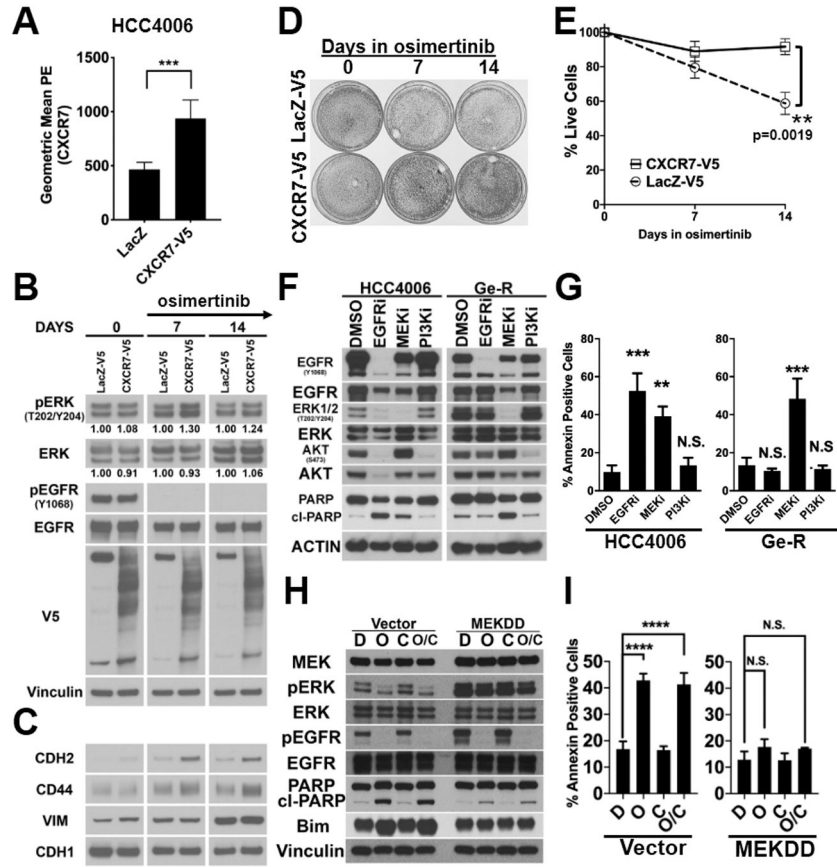 A
HCC4006
***
Geometric Mean PE
(CXCR7)
1500
1000
500
0
LacZ
CXCR7-V5
D
Days in osimertinib
0 7 14
LacZ-V5
CXCR7-V5
E
% Live Cells
100
80
60
40
20
0
CXCR7-V5
LacZ-V5
**
p=0.0019
0 7 14
Days in osimertinib
B
osimertinib
DAYS 0 7 14
LacZ-V5 CXCR7-V5 LacZ-V5 CXCR7-V5 LacZ-V5 CXCR7-V5
pERK
(T202/Y204)
1.00 1.08 1.00 1.30 1.00 1.24
ERK
1.00 0.91 1.00 0.93 1.00 1.06
pEGFR
(Y1068)
EGFR
V5
Vinculin
C
CDH2
CD44
VIM
CDH1
F
HCC4006 Ge-R
DMSO EGFRi MEKi PI3Ki DMSO EGFRi MEKi PI3Ki
EGFR
(Y1068)
EGFR
ERK1/2
(T202/Y204)
ERK
AKT
(S473)
AKT
PARP
cl-PARP
ACTIN
G
% Annexin Positive Cells
80
60
40
20
0
***
**
N.S.
DMSO EGFRi MEKi PI3Ki
HCC4006
80
60
40
20
0
N.S.
***
N.S
DMSO EGFRi MEKi PI3Ki
Ge-R
H
Vector MEKDD
D O C O/C D O C O/C
MEK
pERK
ERK
pEGFR
EGFR
PARP
cl-PARP
Bim
Vinculin
I
% Annexin Positive Cells
50
40
30
20
10
0
****
****
D O C O/C
Vector
50
40
30
20
10
0
N.S.
N.S.
D O C O/C
MEKDD